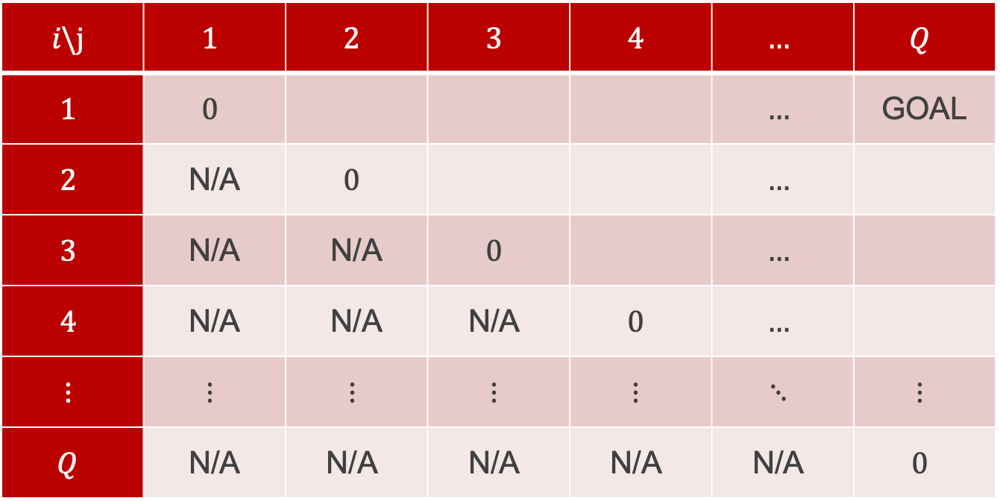 i\j 1 2 3 4 ... Q
1 0 ... GOAL
2 N/A 0 ...
3 N/A N/A 0 ...
4 N/A N/A N/A 0 ...
⋮ ⋮ ⋮ ⋮ ⋮ ⋱ ⋮
Q N/A N/A N/A N/A N/A 0